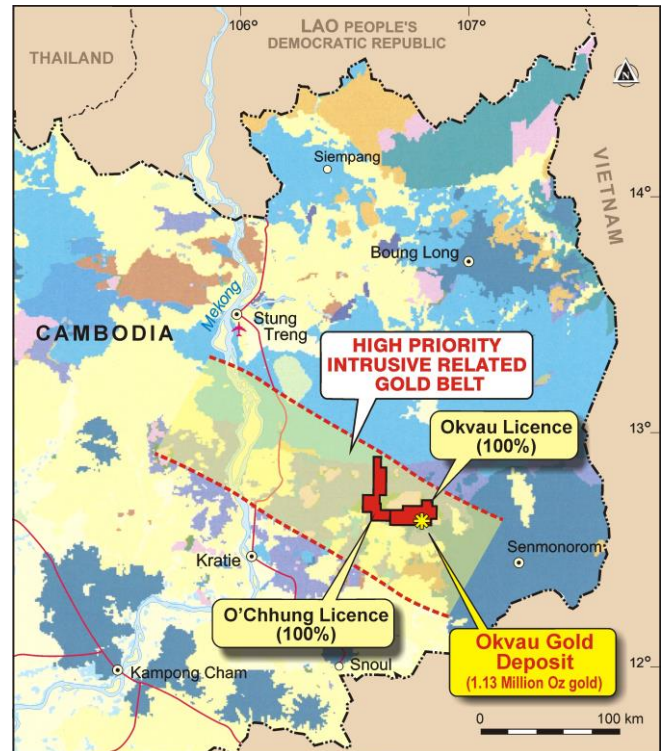 106°
107°
LAO PEOPLE'S
DEMOCRATIC REPUBLIC
THAILAND
N
VIETNAM
Siempang
14°
Boung Long
Mekong
Stung
Treng
CAMBODIA
HIGH PRIORITY
INTRUSIVE RELATED
GOLD BELT
13°
Okvau Licence
(100%)
Kratie
Senmonorom
O'Chhung Licence
(100%)
Okvau Gold
Deposit
(1.13 Million Oz gold)
Snoul
12°
Kampong Cham
0 100 km